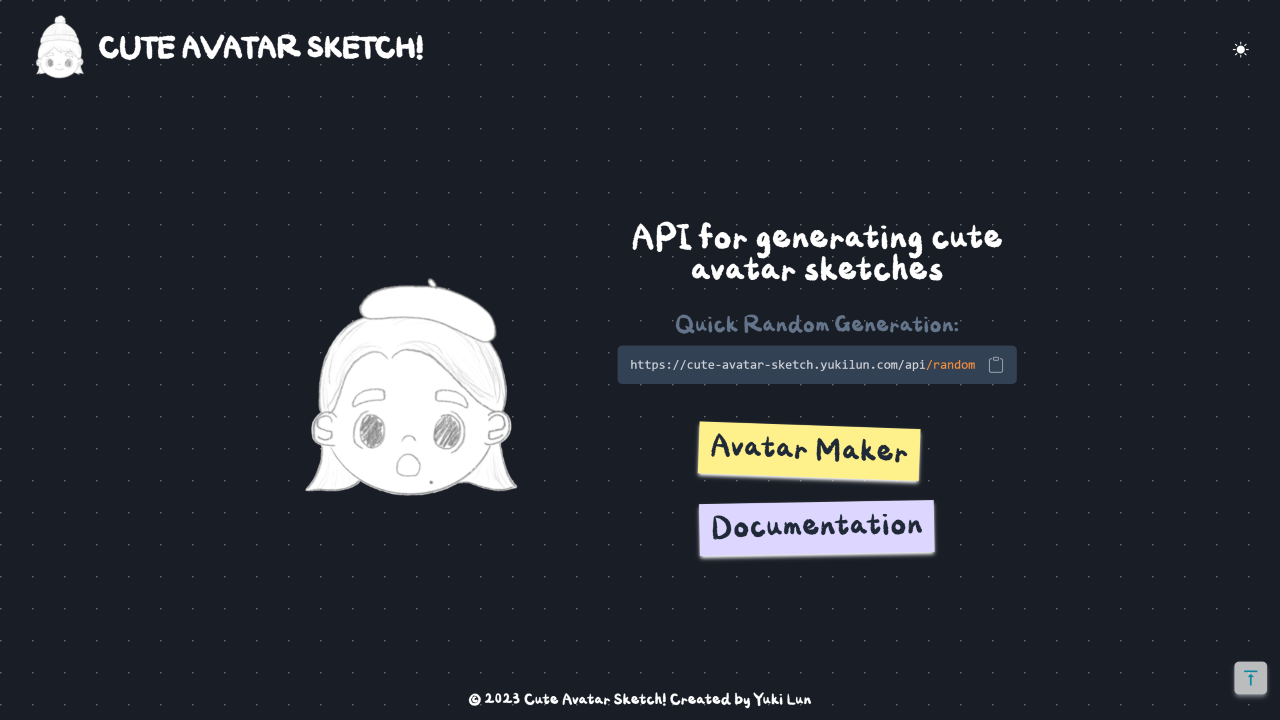 CUTE AVATAR SKETCH!
API for generating cute
avatar sketches
Quick Random Generation:
https://cute-avatar-sketch.yukilun.com/api/random
Avatar Maker
Documentation
© 2023 Cute Avatar Sketch! Created by Yuki Lun